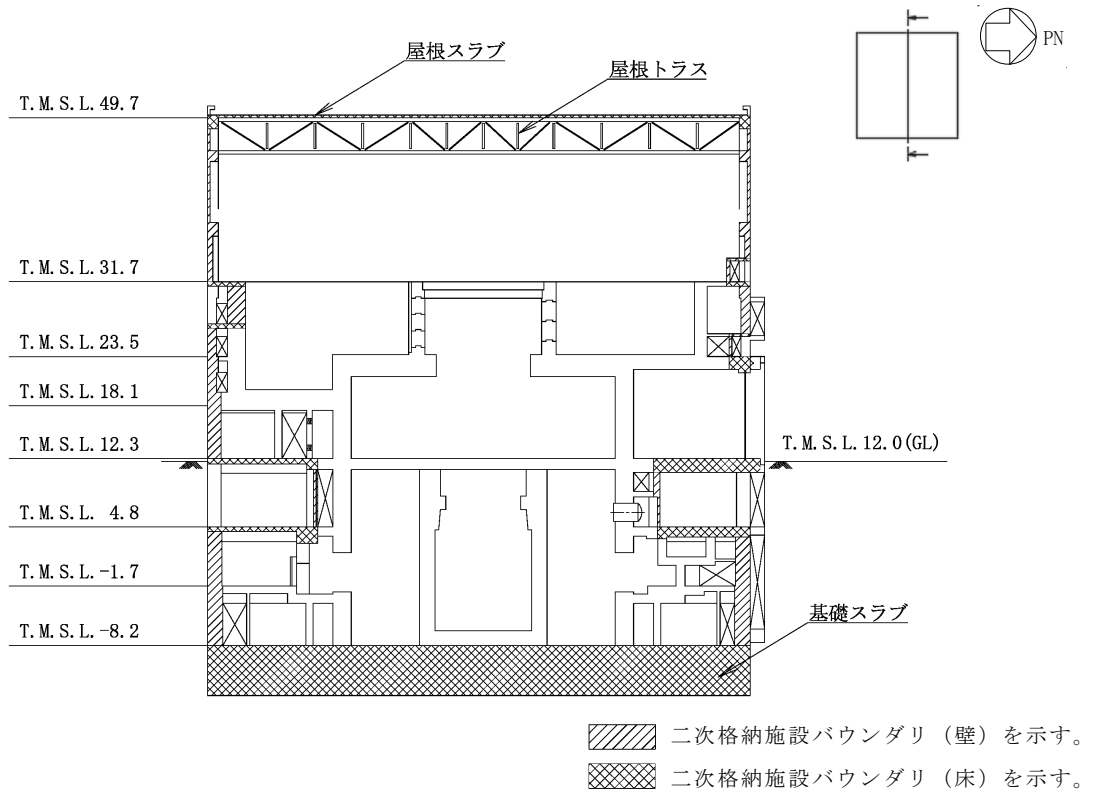 屋根スラブ
屋根トラス
PN
T.M.S.L.49.7
T.M.S.L.31.7
T.M.S.L.23.5
T.M.S.L.18.1
T.M.S.L.12.3
T.M.S.L.12.0(GL)
T.M.S.L. 4.8
T.M.S.L.-1.7
T.M.S.L.-8.2
基礎スラブ
二次格納施設バウンダリ（壁）を示す。
二次格納施設バウンダリ（床）を示す。